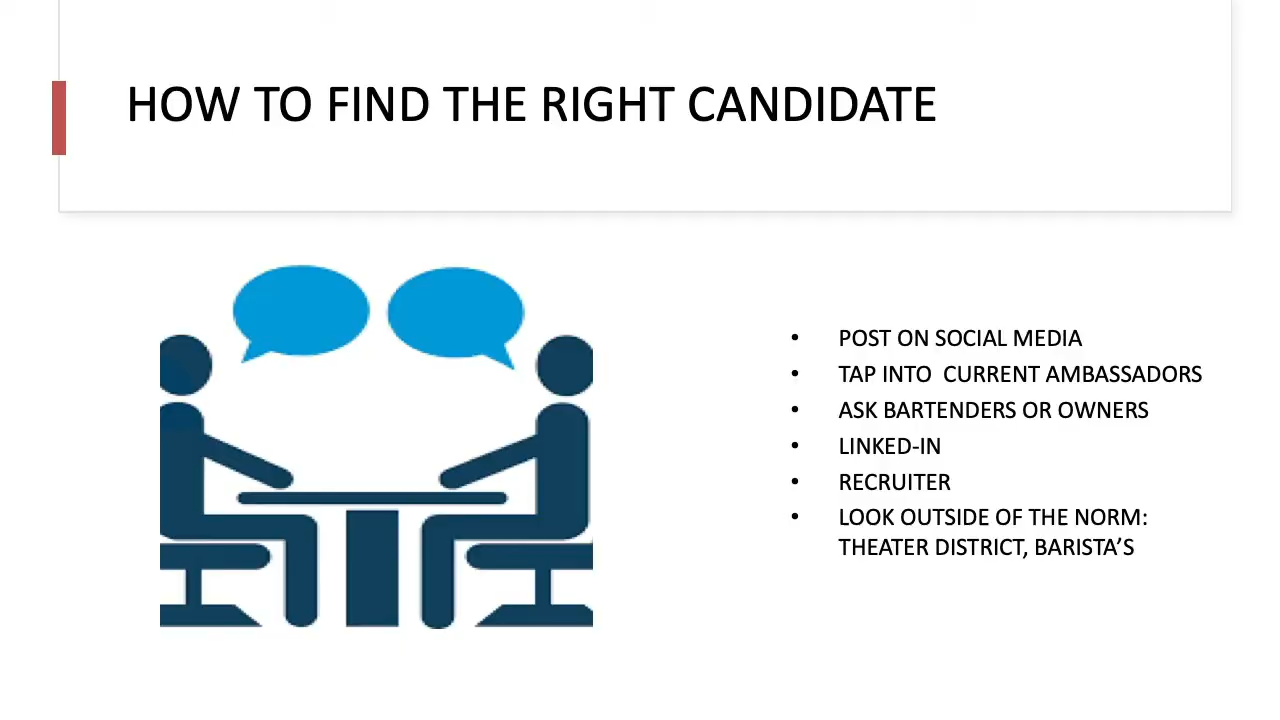 HOW TO FIND THE RIGHT CANDIDATE
• POST ON SOCIAL MEDIA
• TAP INTO  CURRENT AMBASSADORS
• ASK BARTENDERS OR OWNERS
• LINKED-IN
• RECRUITER
• LOOK OUTSIDE OF THE NORM:
THEATER DISTRICT, BARISTA’S